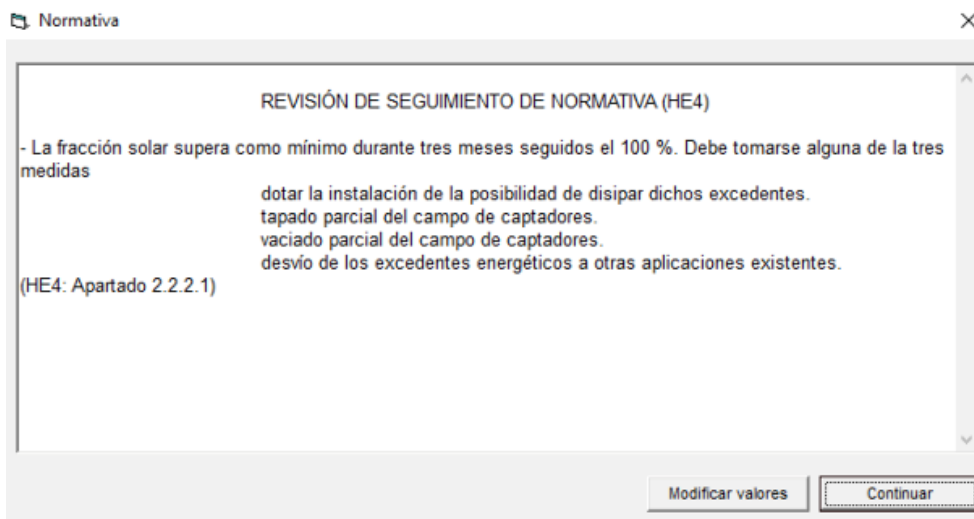 Normativa
REVISIÓN DE SEGUIMIENTO DE NORMATIVA (HE4)
- La fracción solar supera como mínimo durante tres meses seguidos el 100 %. Debe tomarse alguna de la tres
medidas
dotar la instalación de la posibilidad de disipar dichos excedentes.
tapado parcial del campo de captadores.
vaciado parcial del campo de captadores.
desvío de los excedentes energéticos a otras aplicaciones existentes.
(HE4: Apartado 2.2.2.1)
Modificar valores Continuar